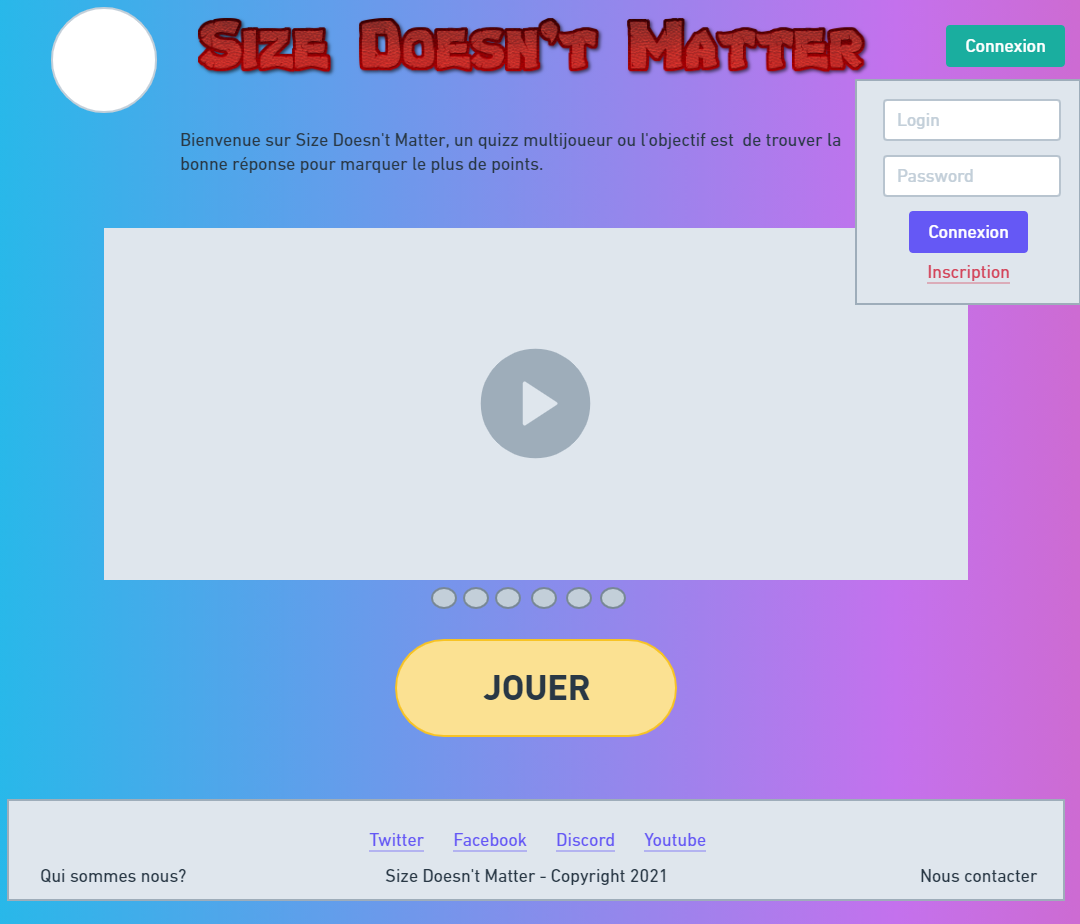 Size Doesn't Matter
Connexion
Login
Password
Connexion
Inscription
Bienvenue sur Size Doesn't Matter, un quizz multijoueur ou l'objectif est  de trouver la
bonne réponse pour marquer le plus de points.
JOUER
Twitter Facebook Discord Youtube
Qui sommes nous? Size Doesn't Matter - Copyright 2021 Nous contacter